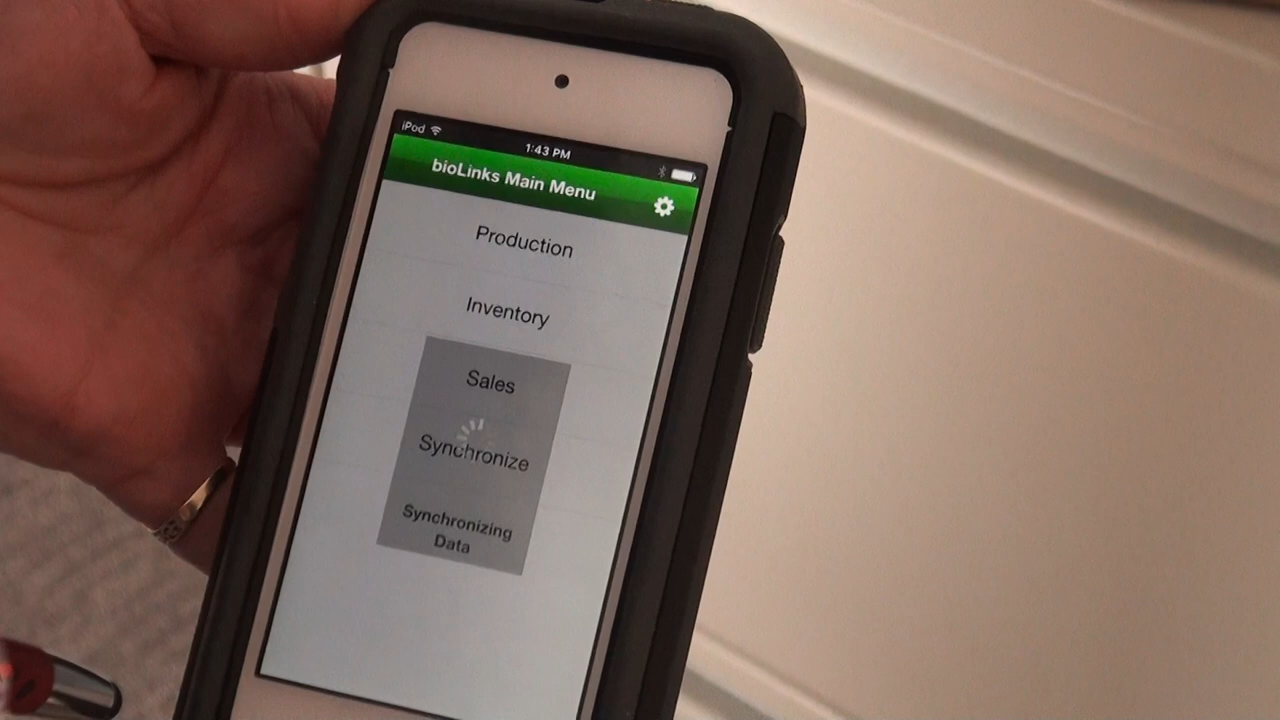 iPod
1:43 PM
bioLinks Main Menu
Production
Inventory
Sales
Synchronize
Synchronizing
Data